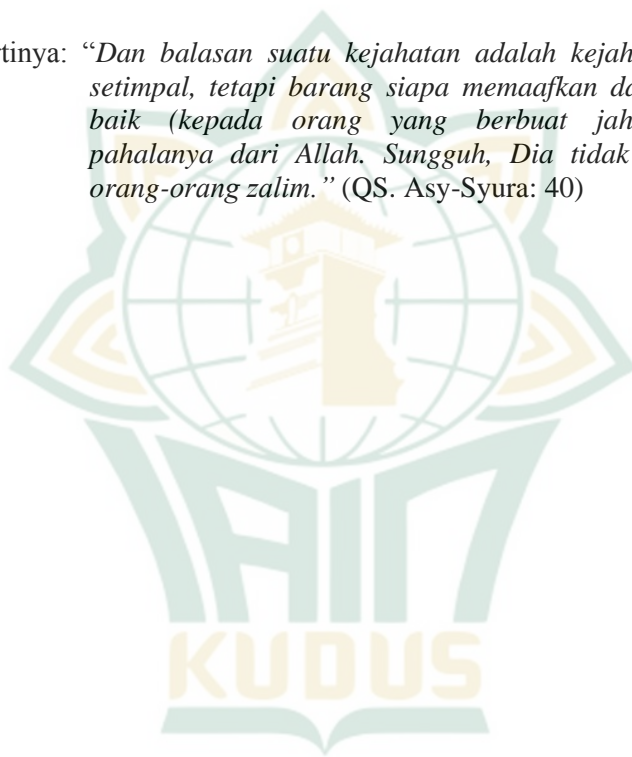 rtinya: “Dan balasan suatu kejahatan adalah kejah
setimpal, tetapi barang siapa memaafkan da
baik (kepada orang yang berbuat jah
pahalanya dari Allah. Sungguh, Dia tidak
orang-orang zalim.” (QS. Asy-Syura: 40)
IAIN
KUDUS